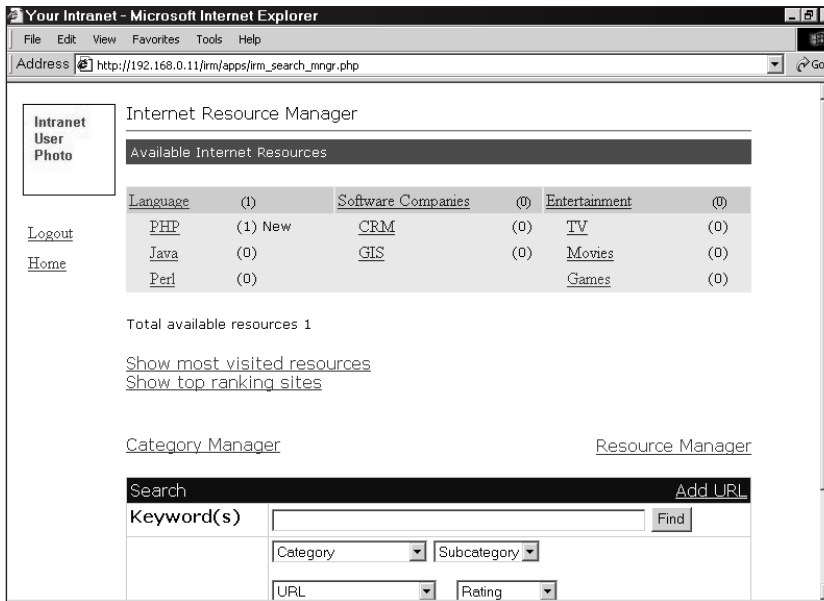 Your Intranet - Microsoft Internet Explorer
File Edit View Favorites Tools Help
Address http://192.168.0.11/irm/apps/irm_search_mngr.php Go
Intranet
User
Photo
Logout
Home
Internet Resource Manager
Available Internet Resources
Language (1) Software Companies (0) Entertainment (0)
PHP (1) New CRM (0) TV (0)
Java (0) GIS (0) Movies (0)
Perl (0) Games (0)
Total available resources 1
Show most visited resources
Show top ranking sites
Category Manager Resource Manager
Search Add URL
Keyword(s) Find
Category Subcategory
URL Rating